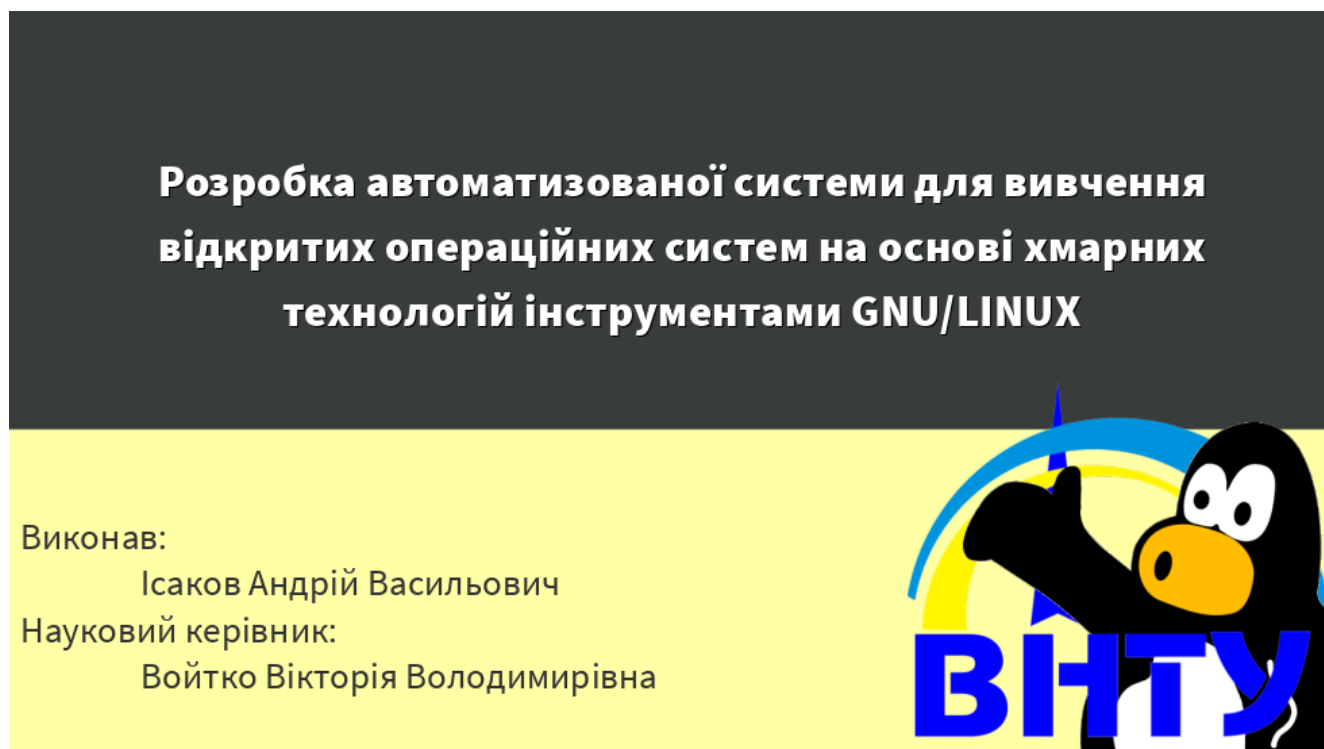 Розробка автоматизованої системи для вивчення
відкритих операційних систем на основі хмарних
технологій інструментами GNU/LINUX
Виконав:
Ісаков Андрій Васильович
Науковий керівник:
Войтко Вікторія Володимирівна
ВНТУ